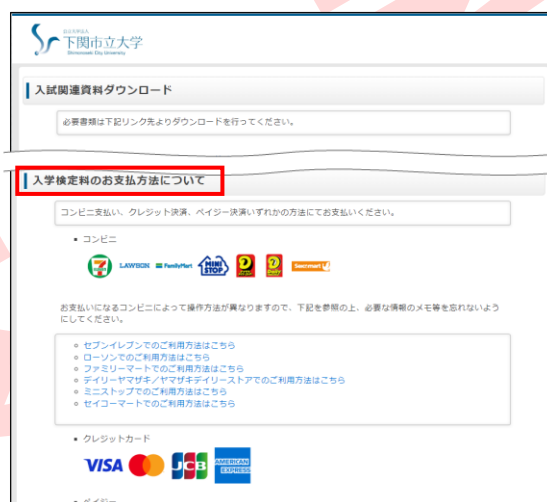 公立大学法人
下関市立大学
Shimonoseki City University
入試関連資料ダウンロード
必要書類は下記リンク先よりダウンロードを行ってください。
入学検定料のお支払方法について
コンビニ支払い、クレジット決済、ペイジー決済いずれかの方法にてお支払いください。
コンビニ
LAWSON FamilyMart MINI STOP Daily Seicomart
お支払いになるコンビニによって操作方法が異なりますので、下記を参照の上、必要な情報のメモ等を忘れないよう
にしてください。
セブンイレブンでのご利用方法はこちら
ローソンでのご利用方法はこちら
ファミリーマートでのご利用方法はこちら
デイリーヤマザキ/ヤマザキデイリーストアでのご利用方法はこちら
ミニストップでのご利用方法はこちら
セイコーマートでのご利用方法はこちら
クレジットカード
VISA JCB AMERICAN EXPRESS
ペイジー